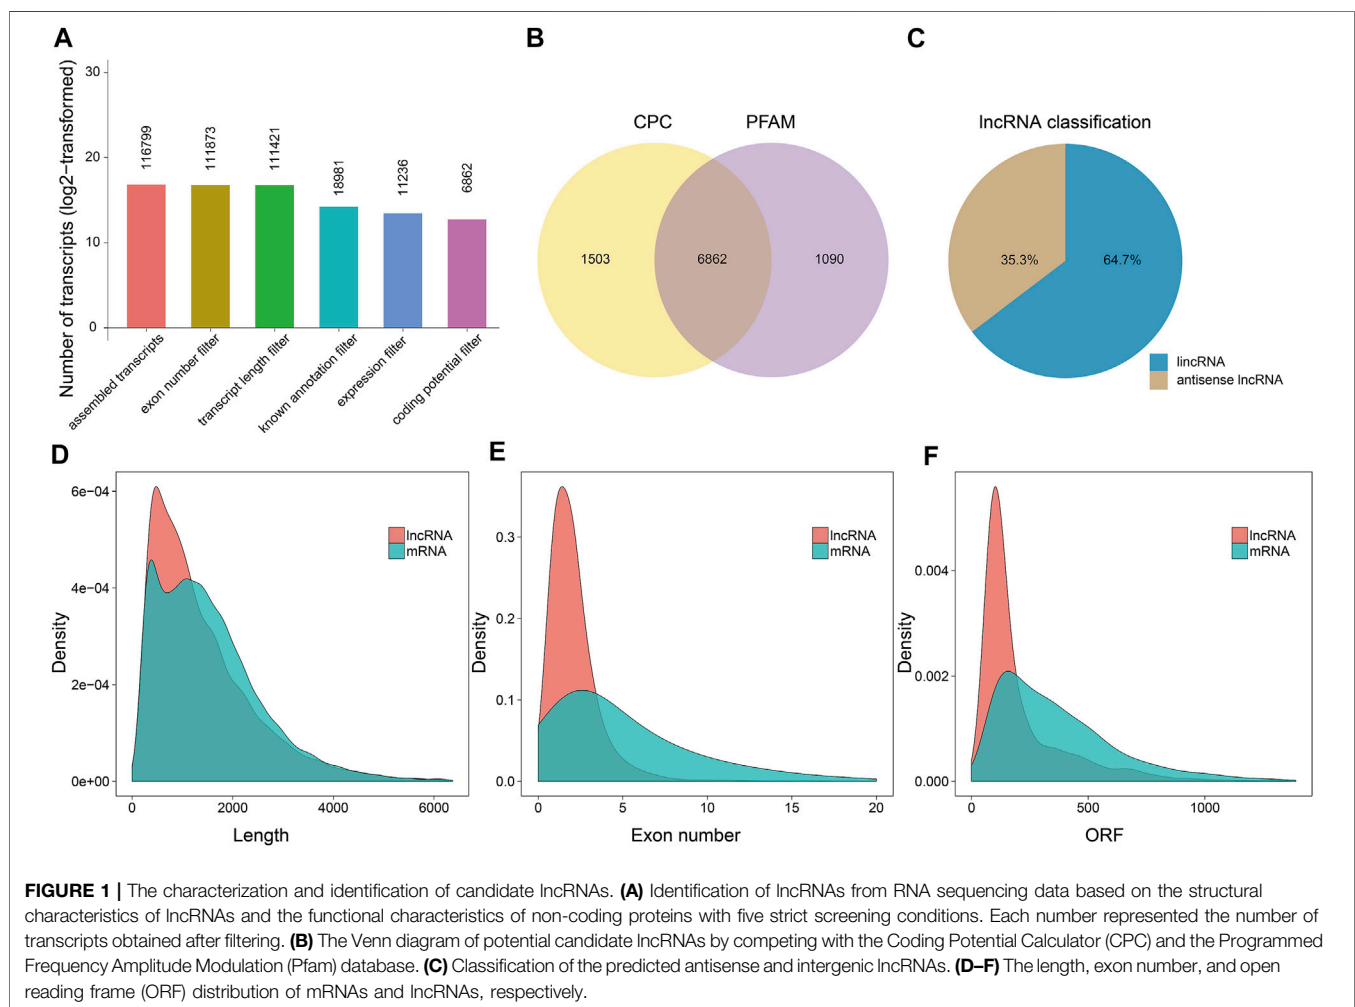 A
Number of transcripts (log2−transformed)
30
20
10
0
116799
111873
111421
18981
11236
6862
assembled transcripts
exon number filter
transcript length filter
known annotation filter
expression filter
coding potential filter
B
CPC
PFAM
1503
6862
1090
C
lncRNA classification
35.3%
64.7%
lincRNA
antisense lncRNA
D
Density
6e−04
4e−04
2e−04
0e+00
lncRNA
mRNA
0
2000
4000
6000
Length
E
Density
0.3
0.2
0.1
0.0
lncRNA
mRNA
0
5
10
15
20
Exon number
F
Density
0.004
0.002
0.000
lncRNA
mRNA
0
500
1000
ORF
FIGURE 1 | The characterization and identification of candidate lncRNAs. (A) Identification of lncRNAs from RNA sequencing data based on the structural
characteristics of lncRNAs and the functional characteristics of non-coding proteins with five strict screening conditions. Each number represented the number of
transcripts obtained after filtering. (B) The Venn diagram of potential candidate lncRNAs by competing with the Coding Potential Calculator (CPC) and the Programmed
Frequency Amplitude Modulation (Pfam) database. (C) Classification of the predicted antisense and intergenic lncRNAs. (D–F) The length, exon number, and open
reading frame (ORF) distribution of mRNAs and lncRNAs, respectively.